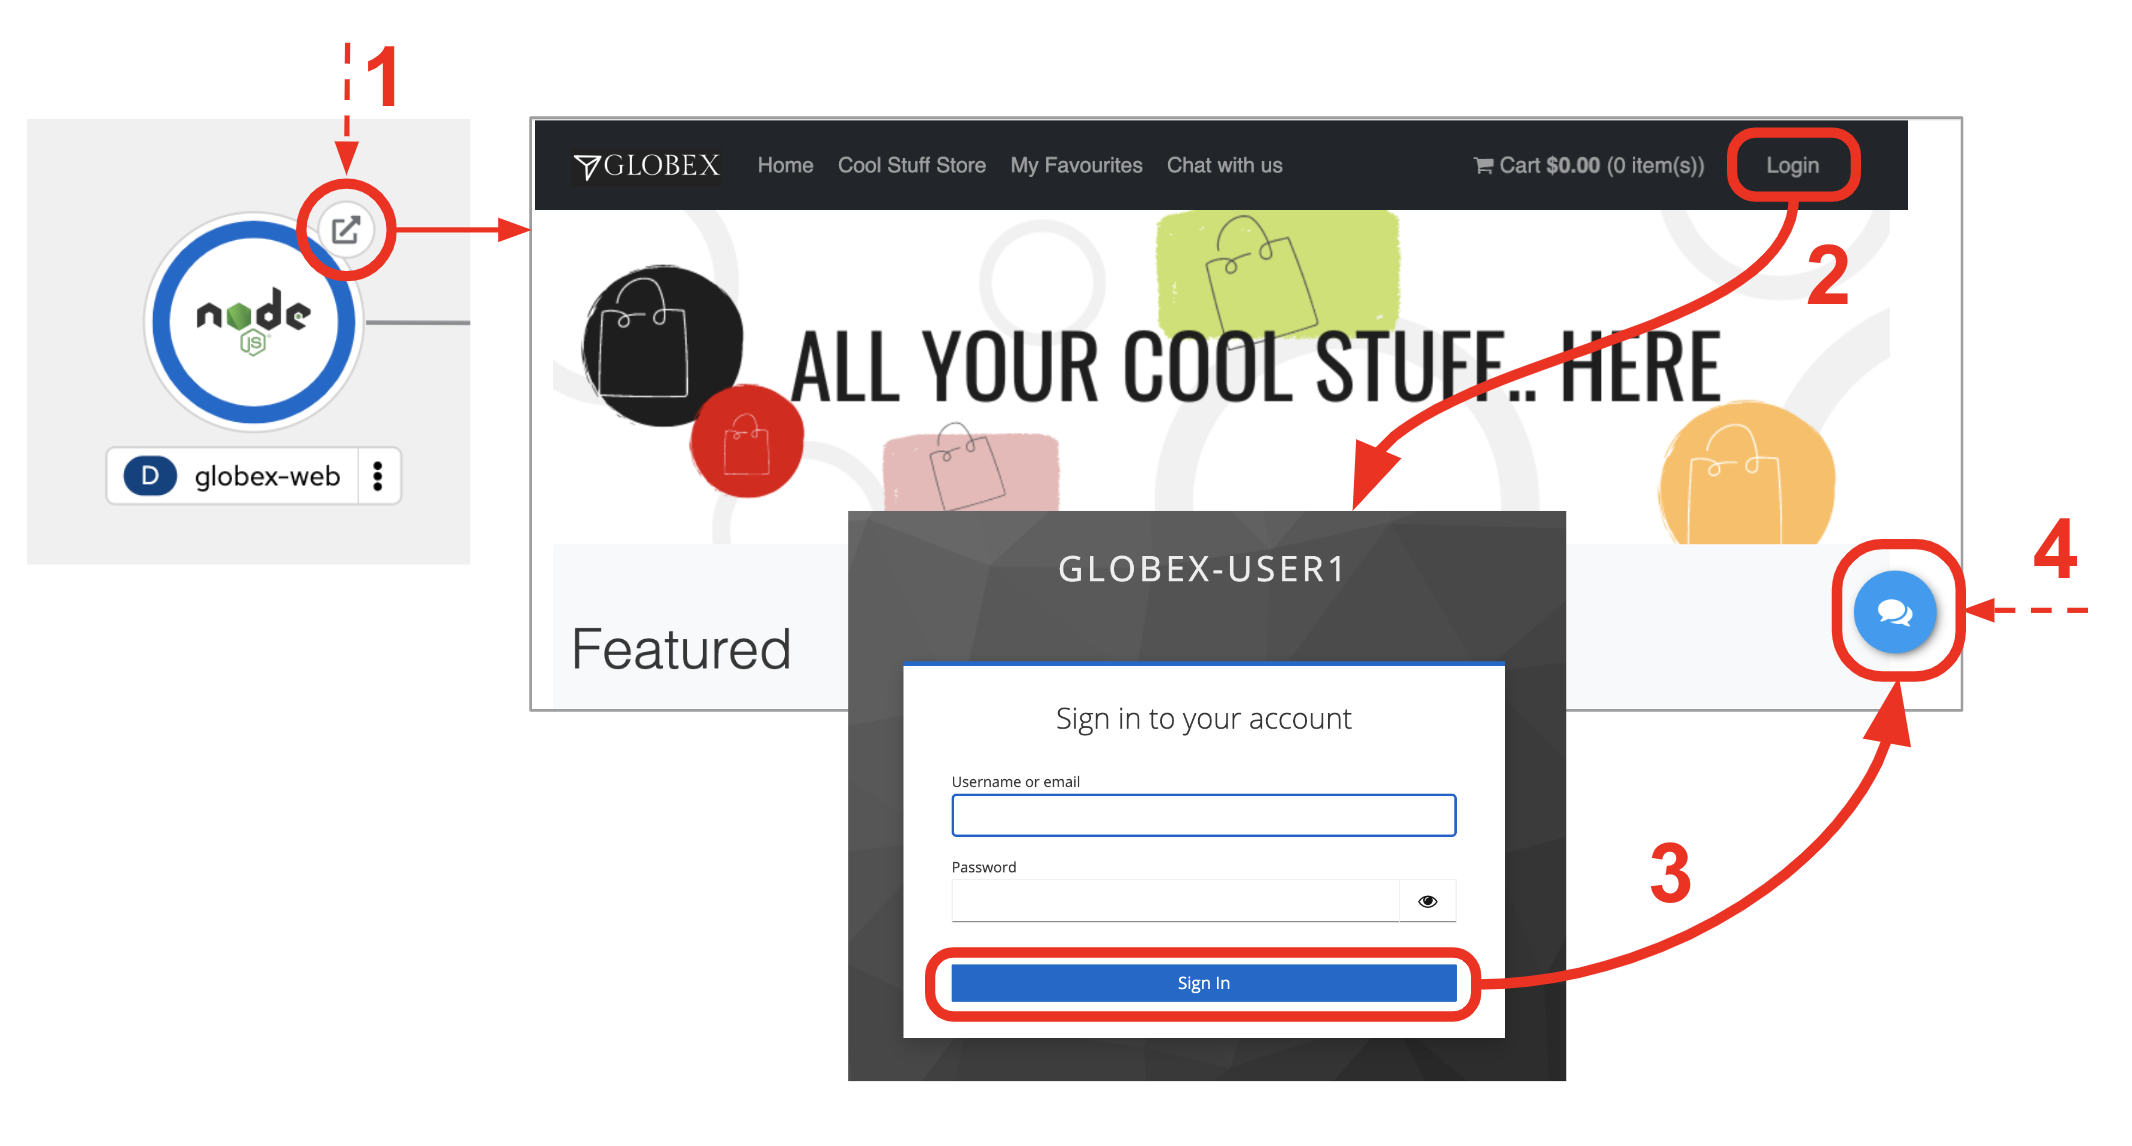 1
node
JS
D globex-web
GLOBEX Home Cool Stuff Store My Favourites Chat with us Cart $0.00 (0 item(s)) Login
2
ALL YOUR COOL STUFF.. HERE
Featured
4
GLOBEX-USER1
Sign in to your account
Username or email
Password
3
Sign In